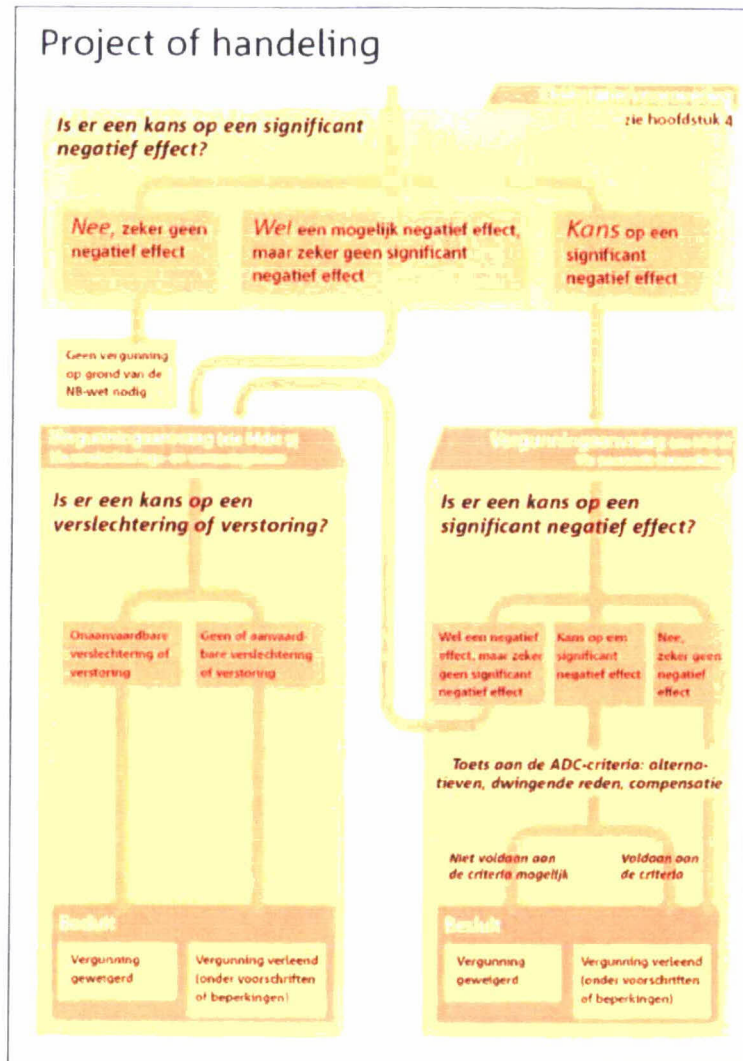 Project of handeling
zie hoofdstuk 4
Is er een kans op een significant
negatief effect?
Nee, zeker geen
negatief effect
Wel een mogelijk negatief effect,
maar zeker geen significant
negatief effect
Kans op een
significant
negatief effect
Geen vergunning
op grond van de
NB-wet nodig
Vergunningaanvraag
Is er een kans op een
verslechtering of verstoring?
Onaanvaardbare
verslechtering of
verstoring
Geen of aanvaard-
bare verslechtering
of verstoring
Besluit
Vergunning
geweigerd
Vergunning verleend
(onder voorschriften
of beperkingen)
Vergunningaanvraag
Is er een kans op een
significant negatief effect?
Wel een negatief
effect, maar zeker
geen significant
negatief effect
Kans op een
significant
negatief effect
Nee,
zeker geen
negatief
effect
Toets aan de ADC-criteria: alterna-
tieven, dwingende reden, compensatie
Niet voldaan aan
de criteria mogelijk
Voldaan aan
de criteria
Besluit
Vergunning
geweigerd
Vergunning verleend
(onder voorschriften
of beperkingen)